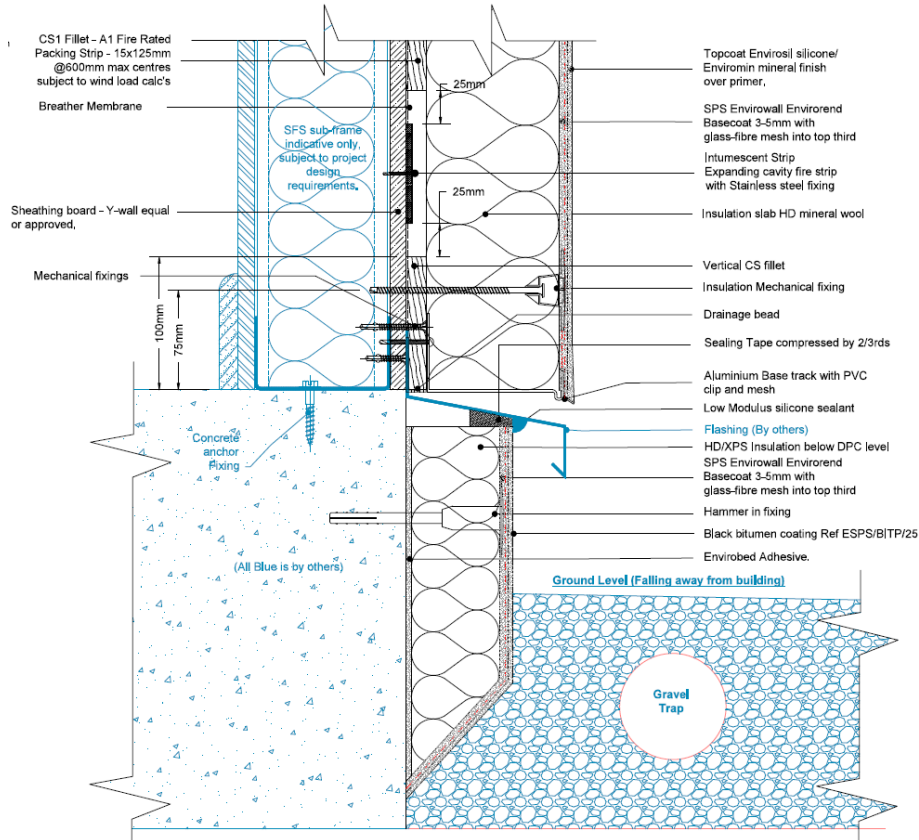 CS1 Fillet - A1 Fire Rated
Packing Strip - 15x125mm
@600mm max centres
subject to wind load calc's
Breather Membrane
SFS sub-frame
indicative only,
subject to project
design
requirements.
Sheathing board - Y-wall equal
or approved,
Mechanical fixings
100mm
75mm
25mm
25mm
Concrete
anchor
Fixing
(All Blue is by others)
Topcoat Envirosil silicone/
Enviromin mineral finish
over primer,
SPS Envirowall Envirorend
Basecoat 3-5mm with
glass-fibre mesh into top third
Intumescent Strip
Expanding cavity fire strip
with Stainless steel fixing
Insulation slab HD mineral wool
Vertical CS fillet
Insulation Mechanical fixing
Drainage bead
Sealing Tape compressed by 2/3rds
Aluminium Base track with PVC
clip and mesh
Low Modulus silicone sealant
Flashing (By others)
HD/XPS Insulation below DPC level
SPS Envirowall Envirorend
Basecoat 3-5mm with
glass-fibre mesh into top third
Hammer in fixing
Black bitumen coating Ref ESPS/BITP/25
Envirobed Adhesive.
Ground Level (Falling away from building)
Gravel
Trap